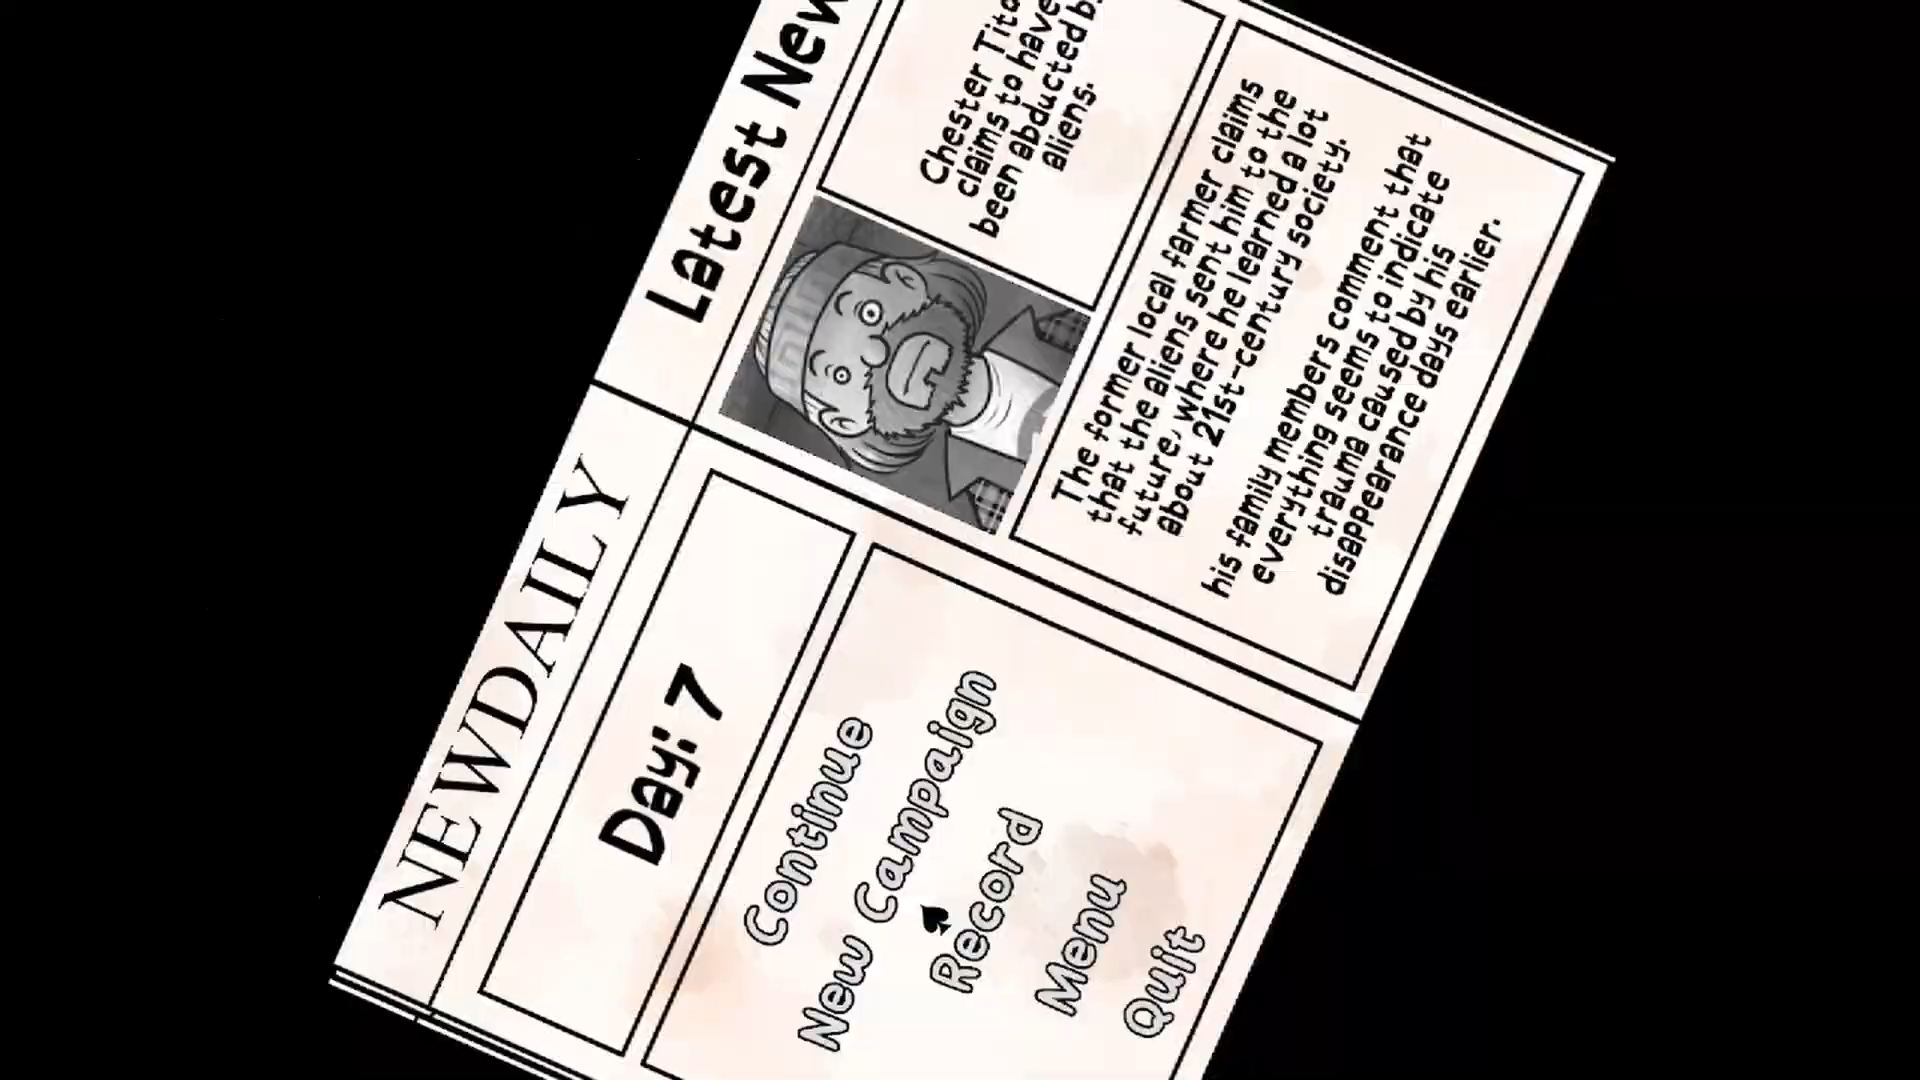 NEWDAILY
Day: 7
Continue
New Campaign
Record
Menu
Quit
Latest
Chester
claims to have
been abducted
aliens.
The former local farmer claims
that the aliens sent him to the
future, where he learned a lot
about 21st-century society.
his family members comment that
everything seems to indicate
trauma caused by his
disappearance days earlier.